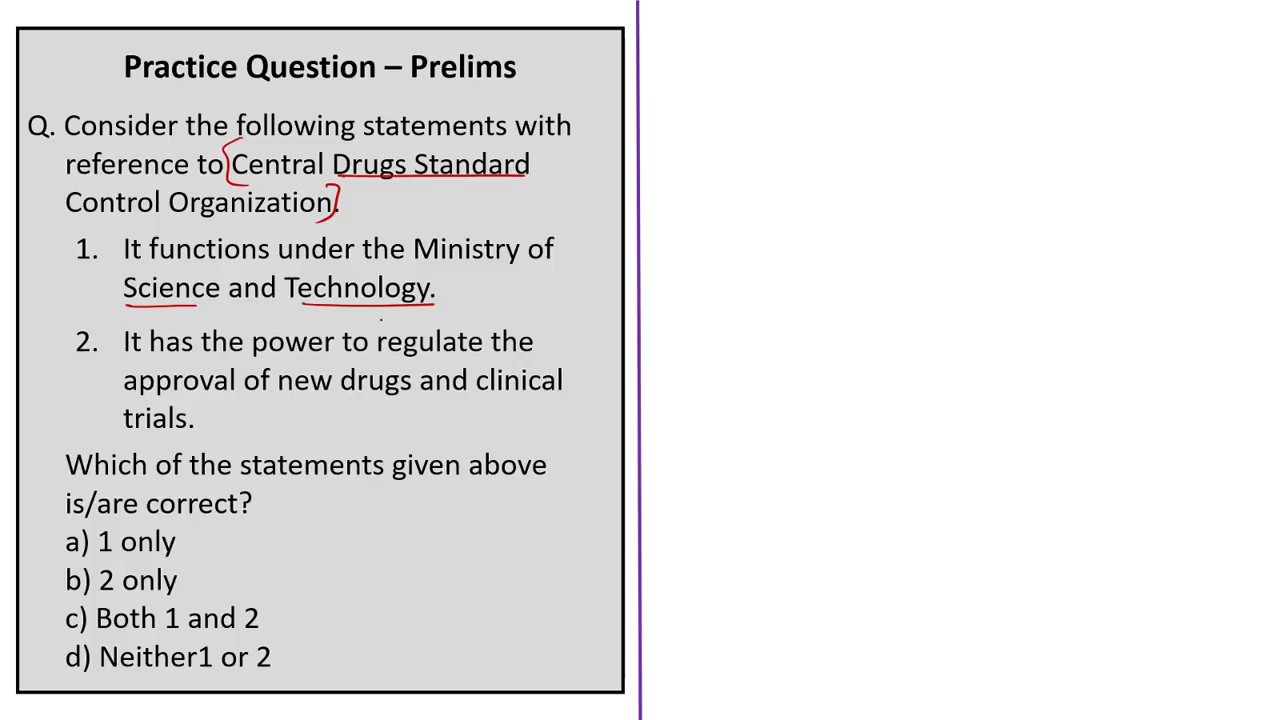 Practice Question – Prelims
Q. Consider the following statements with
reference to Central Drugs Standard
Control Organization.
1. It functions under the Ministry of
Science and Technology.
2. It has the power to regulate the
approval of new drugs and clinical
trials.
Which of the statements given above
is/are correct?
a) 1 only
b) 2 only
c) Both 1 and 2
d) Neither1 or 2